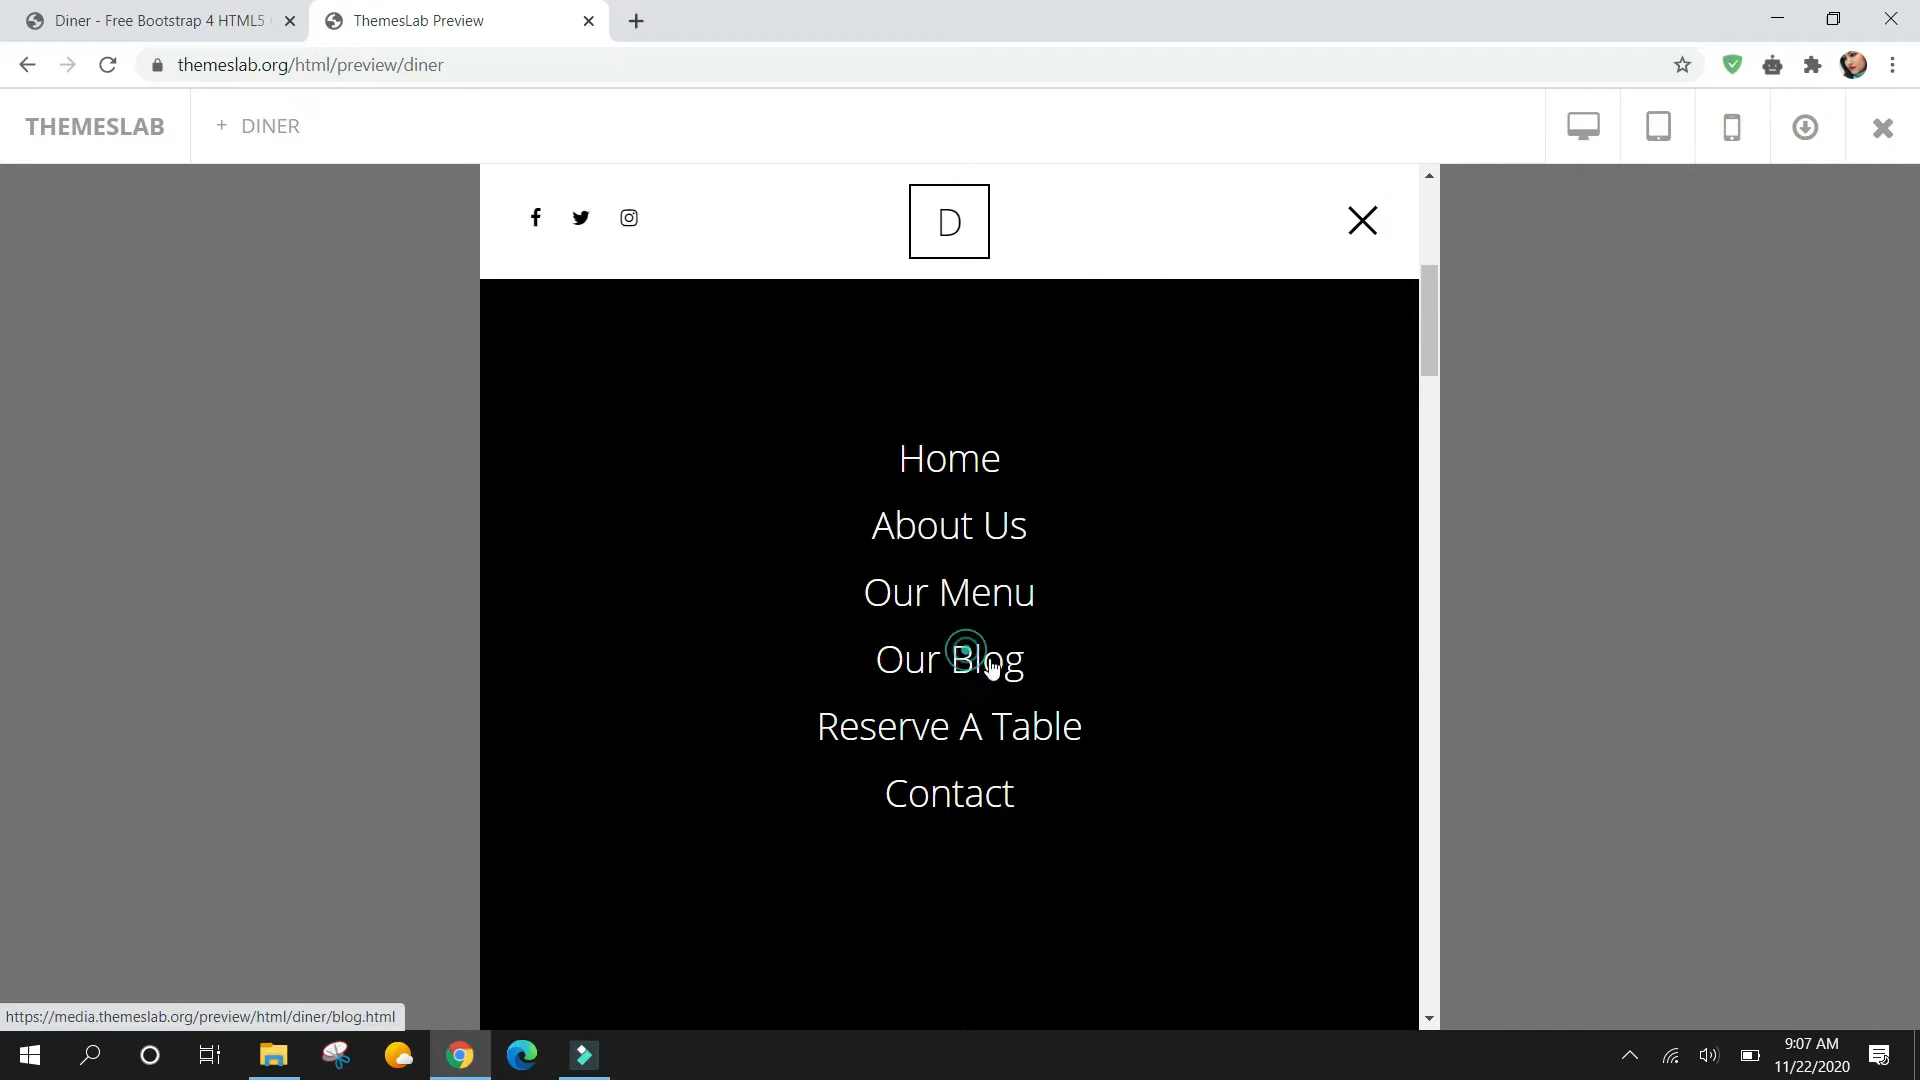 Diner - Free Bootstrap 4 HTML5
ThemesLab Preview
themeslab.org/html/preview/diner
THEMESLAB
+ DINER
D
Home
About Us
Our Menu
Our Blog
Reserve A Table
Contact
https://media.themeslab.org/preview/html/diner/blog.html
9:07 AM
11/22/2020